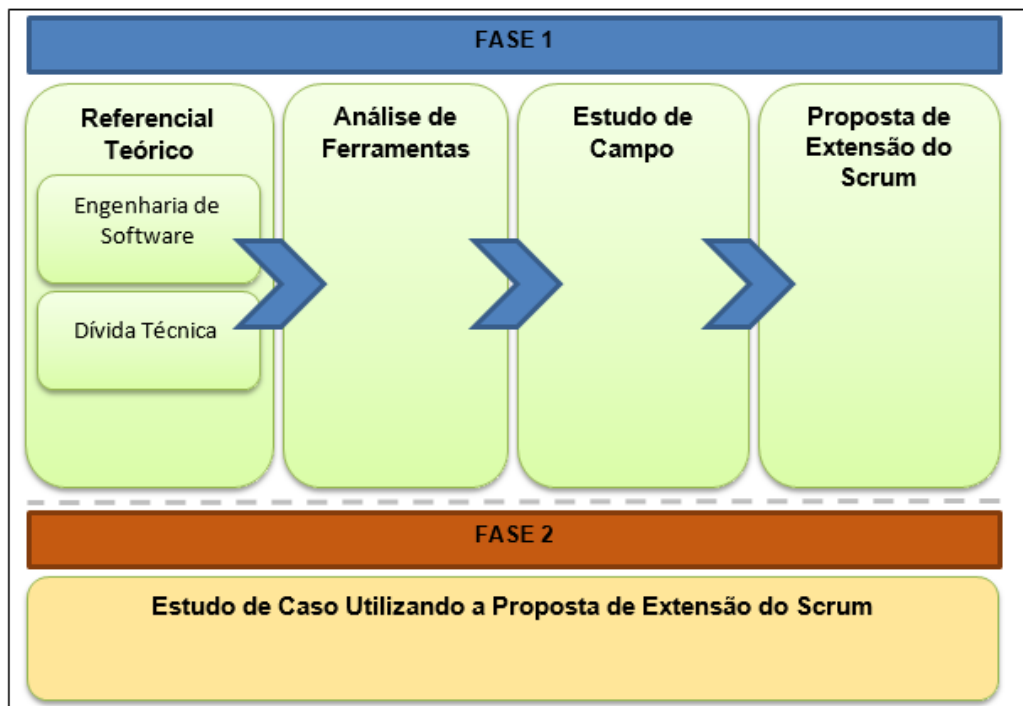 FASE 1
Referencial
Teórico
Engenharia de
Software
Dívida Técnica
Análise de
Ferramentas
Estudo de
Campo
Proposta de
Extensão do
Scrum
FASE 2
Estudo de Caso Utilizando a Proposta de Extensão do Scrum